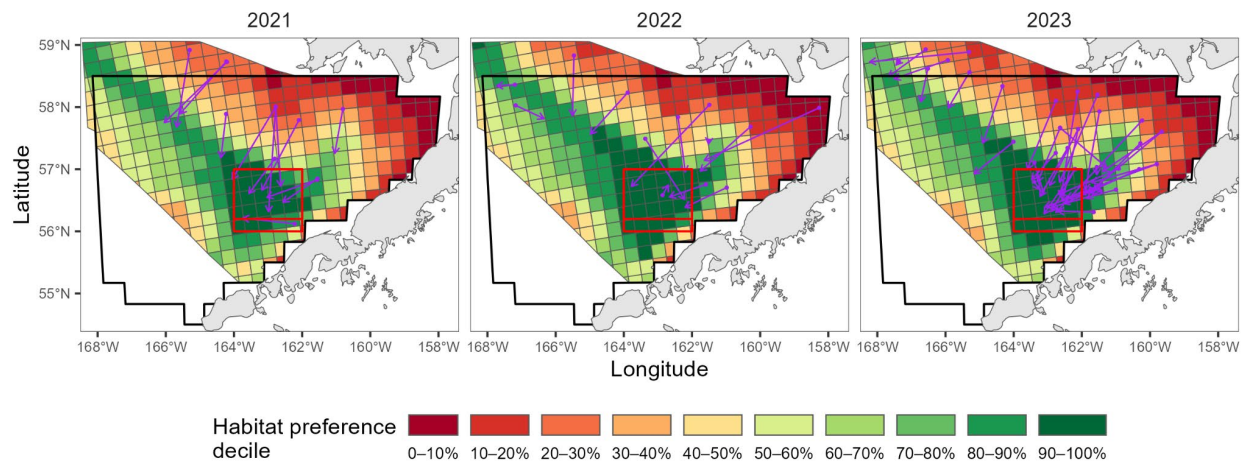 2021 2022 2023
59°N
58°N
57°N
56°N
55°N
Latitude
168°W 166°W 164°W 162°W 160°W 158°W 168°W 166°W 164°W 162°W 160°W 158°W 168°W 166°W 164°W 162°W 160°W 158°W
Longitude
Habitat preference
decile
0–10% 10–20% 20–30% 30–40% 40–50% 50–60% 60–70% 70–80% 80–90% 90–100%